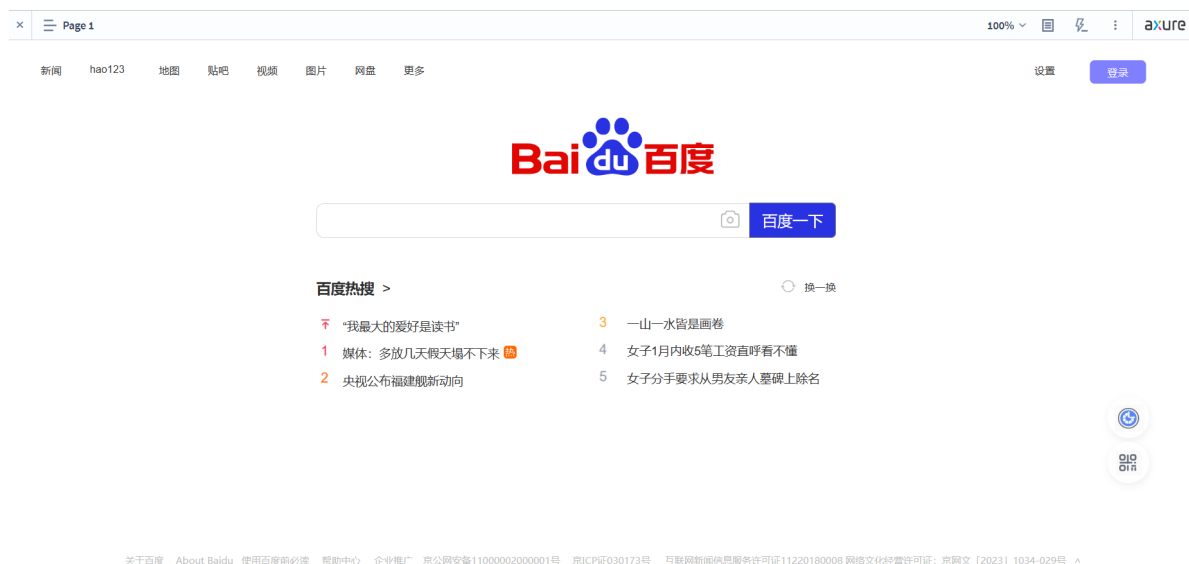 Page 1 100% axure
新闻 hao123 地图 贴吧 视频 图片 网盘 更多 设置 登录
Bai du 百度
百度一下
百度热搜 > 换一换
“我最大的爱好是读书”
1 媒体：多放几天假天塌不下来 热
2 央视公布福建舰新动向
3 一山一水皆是画卷
4 女子1月内收5笔工资直呼看不懂
5 女子分手要求从男友亲人墓碑上除名
关于百度 About Baidu 使用百度前必读 帮助中心 企业推广 京公网安备11000002000001号 京ICP证030173号 互联网新闻信息服务许可证11220180008 网络文化经营许可证：京网文〔2023〕1034-029号 ^